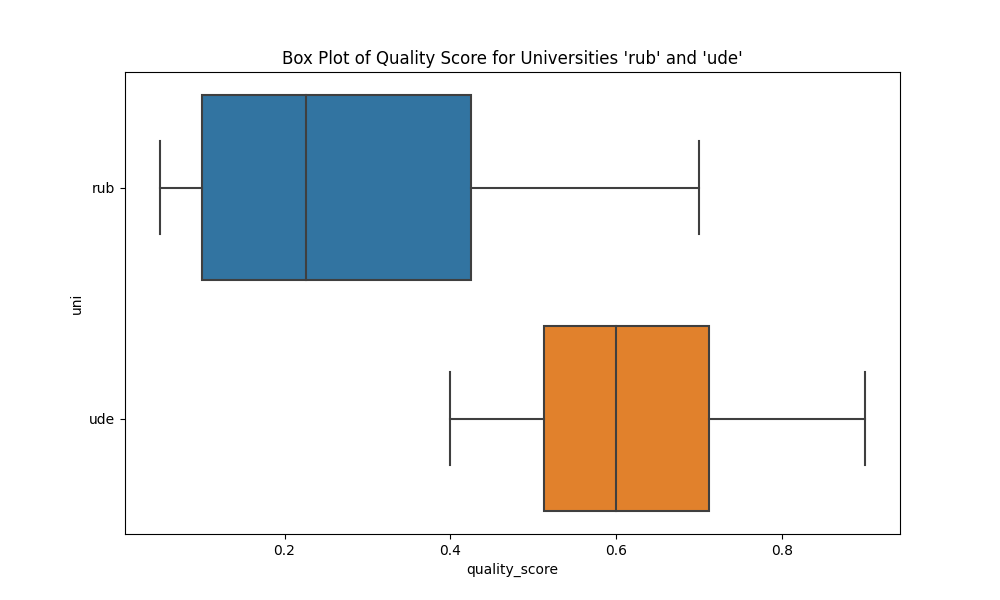 Box Plot of Quality Score for Universities 'rub' and 'ude'
rub
uni
ude
0.2 0.4 0.6 0.8
quality_score